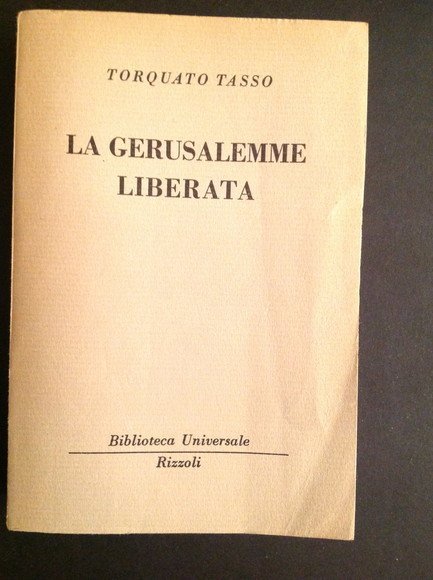 TORQUATO TASSO
LA GERUSALEMME
LIBERATA
Biblioteca Universale
Rizzoli